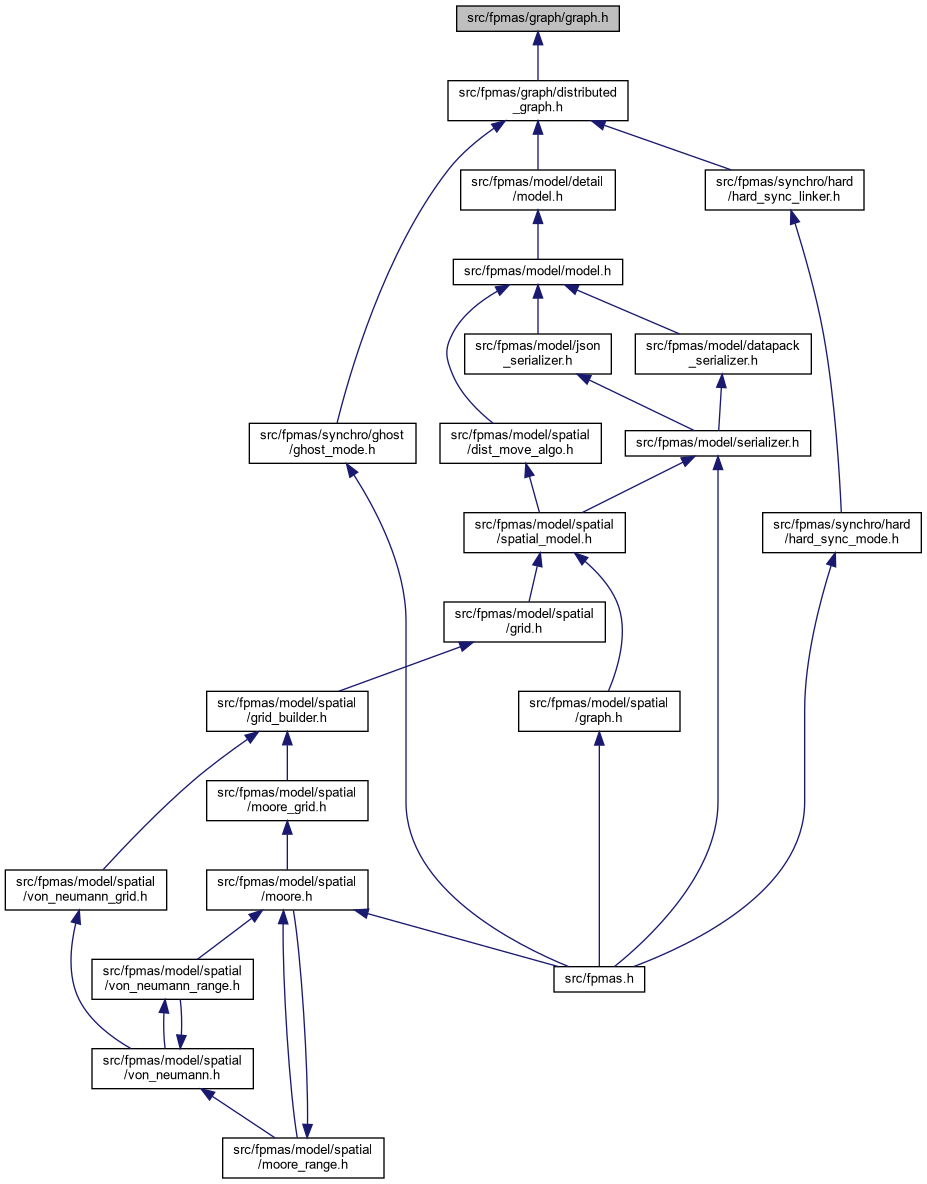 src/fpmas/graph/graph.h
src/fpmas/graph/distributed
_graph.h
src/fpmas/model/detail
/model.h
src/fpmas/synchro/hard
/hard_sync_linker.h
src/fpmas/model/model.h
src/fpmas/model/json
_serializer.h
src/fpmas/model/datapack
_serializer.h
src/fpmas/synchro/ghost
/ghost_mode.h
src/fpmas/model/spatial
/dist_move_algo.h
src/fpmas/model/serializer.h
src/fpmas/model/spatial
/spatial_model.h
src/fpmas/synchro/hard
/hard_sync_mode.h
src/fpmas/model/spatial
/grid.h
src/fpmas/model/spatial
/grid_builder.h
src/fpmas/model/spatial
/graph.h
src/fpmas/model/spatial
/moore_grid.h
src/fpmas/model/spatial
/von_neumann_grid.h
src/fpmas/model/spatial
/moore.h
src/fpmas/model/spatial
/von_neumann_range.h
src/fpmas.h
src/fpmas/model/spatial
/von_neumann.h
src/fpmas/model/spatial
/moore_range.h